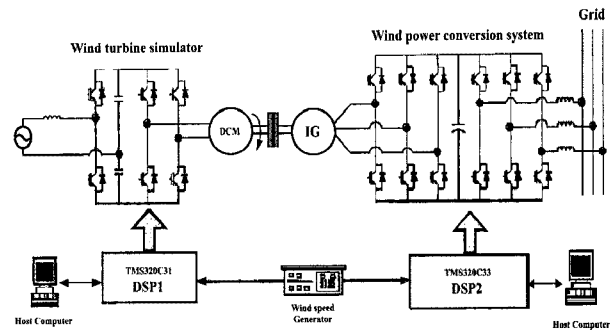 Grid
Wind turbine simulator
Wind power conversion system
DCM
IG
TMS320C31
DSP1
TMS320C33
DSP2
Wind speed
Generator
Host Computer
Host Computer